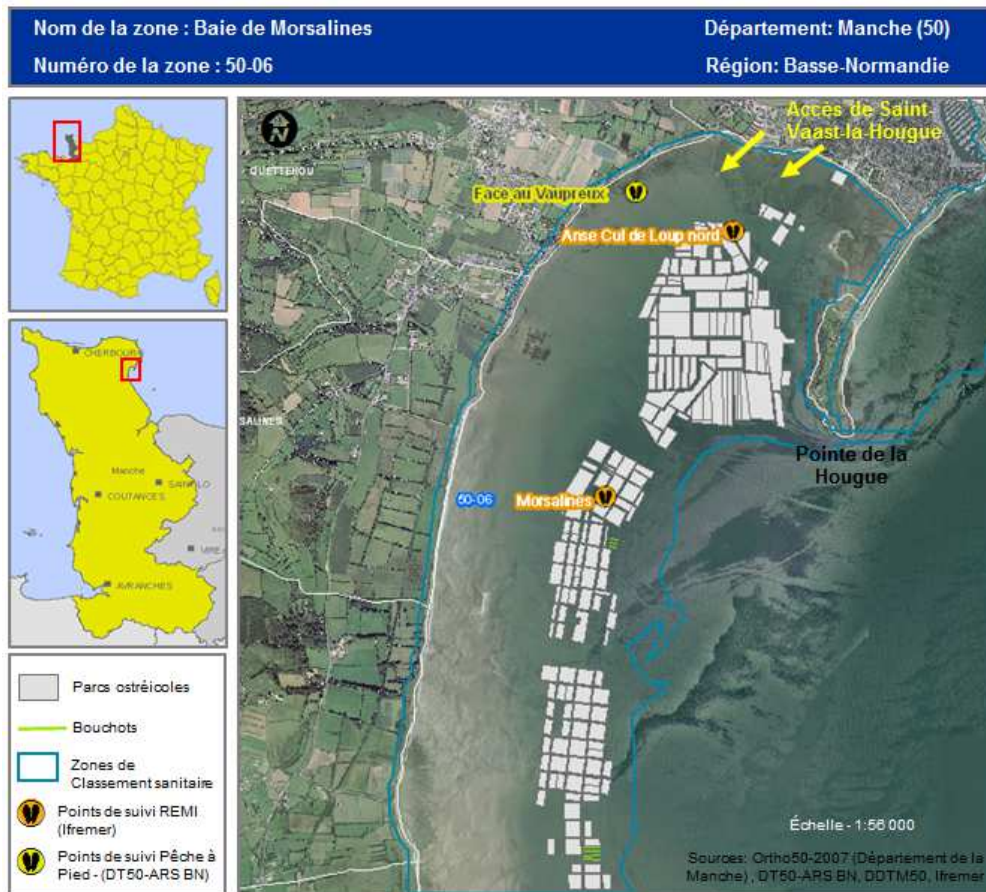 Nom de la zone : Baie de Morsalines
Département: Manche (50)
Numéro de la zone : 50-06
Région: Basse-Normandie
N
QUETTEHOU
Accès de Saint-
Vaast-la Hougue
Face au Vaupreux
Anse Cul de Loup nord
CHERBOURG
SALINES
Manche
SAINT-LO
COUTANCES
VIRE
AVRANCHES
Pointe de la
Hougue
50-06
Morsalines
Parcs ostréicoles
Bouchots
Zones de
Classement sanitaire
Points de suivi REMI
(Ifremer)
Points de suivi Pêche à
Pied - (DT50-ARS BN)
Échelle - 1:56 000
Sources: Ortho50-2007 (Département de la
Manche) , DT50-ARS BN, DDTM50, Ifremer